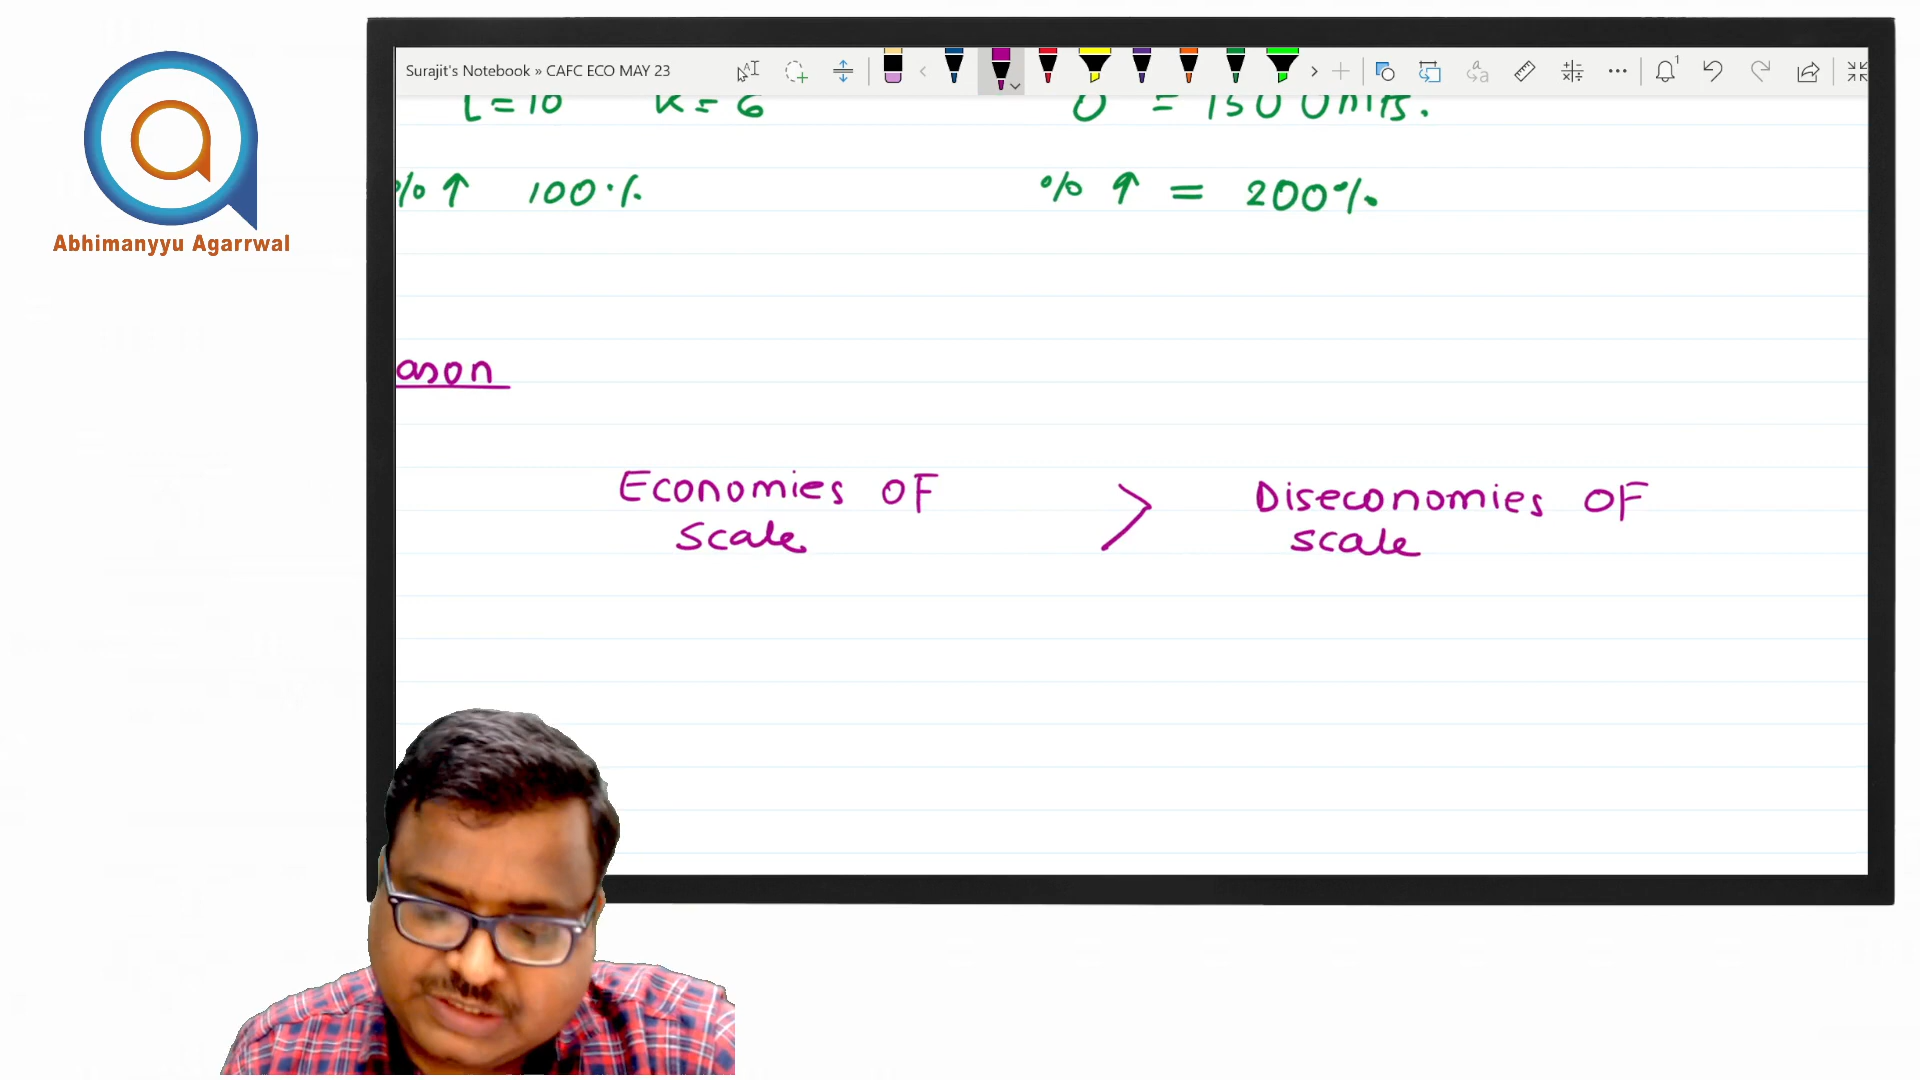 Surajit's Notebook » CAFC ECO MAY 23
L = 10 K = 6 O = 150 Units.
% ↑ 100% % ↑ = 200%
ason
Economies OF
scale
>
Diseconomies OF
scale
Abhimanyyu Agarrwal